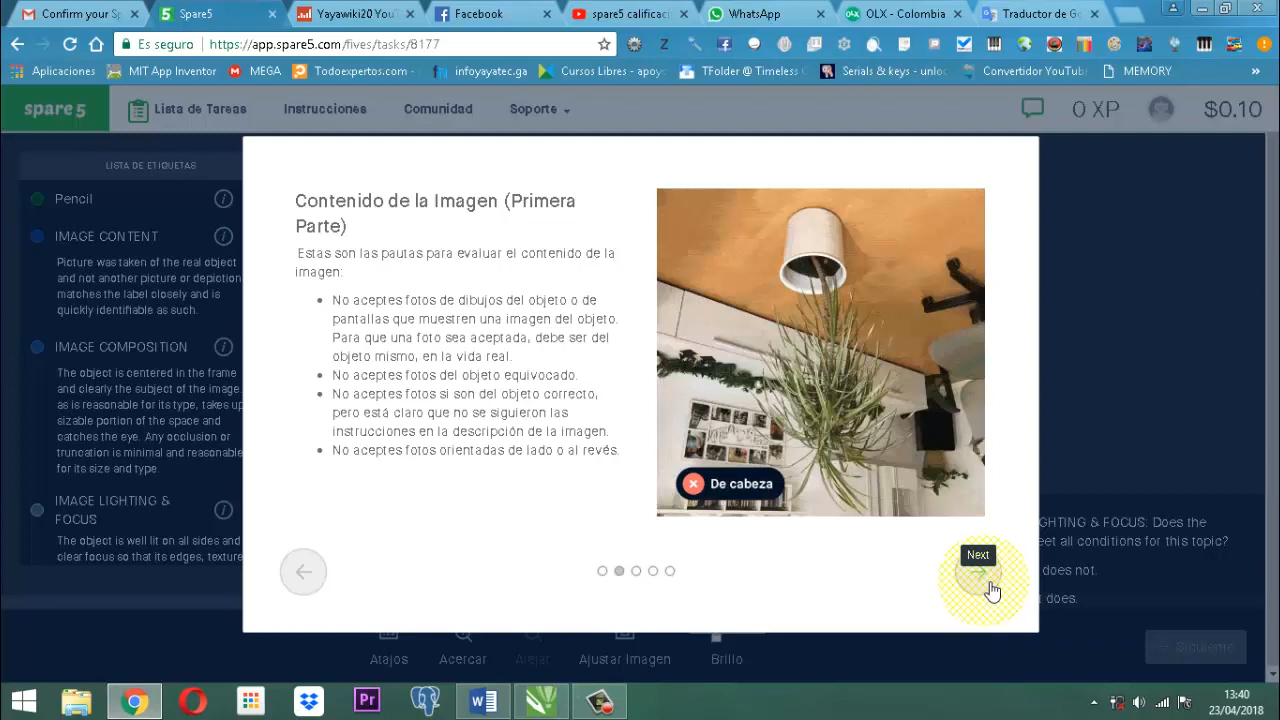 Confirm your S
Spare5
Yayawiki20 YouT
Facebook
spare5 calificaci
WhatsApp
OLX - Colombia
Traductor de Go
Es seguro https://app.spare5.com/fives/tasks/8177
Aplicaciones MIT App Inventor MEGA Todoexpertos.com - infoyayatec.ga Cursos Libres - apoy TFolder @ Timeless Serials & keys - unloc Convertidor YouTub MEMORY »
spare5 Lista de Tareas Instrucciones Comunidad Soporte 0 XP $0.10
LISTA DE ETIQUETAS
Pencil
IMAGE CONTENT
Picture was taken of the real object
and not another picture or depiction
matches the label closely and is
quickly identifiable as such.
IMAGE COMPOSITION
The object is centered in the frame
and clearly the subject of the image
as is reasonable for its type, takes up
sizable portion of the space and
catches the eye. Any occlusion or
truncation is minimal and reasonable
for its size and type.
IMAGE LIGHTING &
FOCUS
The object is well lit on all sides and
clear focus so that its edges, texture
Contenido de la Imagen (Primera
Parte)
Estas son las pautas para evaluar el contenido de la
imagen:
• No aceptes fotos de dibujos del objeto o de
pantallas que muestren una imagen del objeto.
Para que una foto sea aceptada, debe ser del
objeto mismo, en la vida real.
• No aceptes fotos del objeto equivocado.
• No aceptes fotos si son del objeto correcto,
pero está claro que no se siguieron las
instrucciones en la descripción de la imagen.
• No aceptes fotos orientadas de lado o al revés.
De cabeza
Next
GHTING & FOCUS: Does the
eet all conditions for this topic?
does not.
t does.
Atajos Acercar Alejar Ajustar Imagen Brillo
Siguiente
Pr
W
13:40
23/04/2018